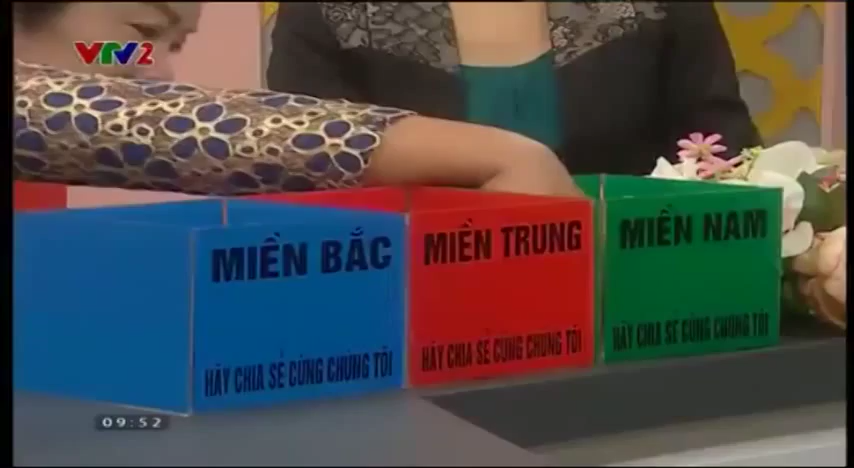 VTV2
MIỀN BẮC
HÃY CHIA SẺ CÙNG CHÚNG TÔI
MIỀN TRUNG
HÃY CHIA SẺ CÙNG CHÚNG TÔI
MIỀN NAM
HÃY CHIA SẺ CÙNG CHÚNG TÔI
09:52